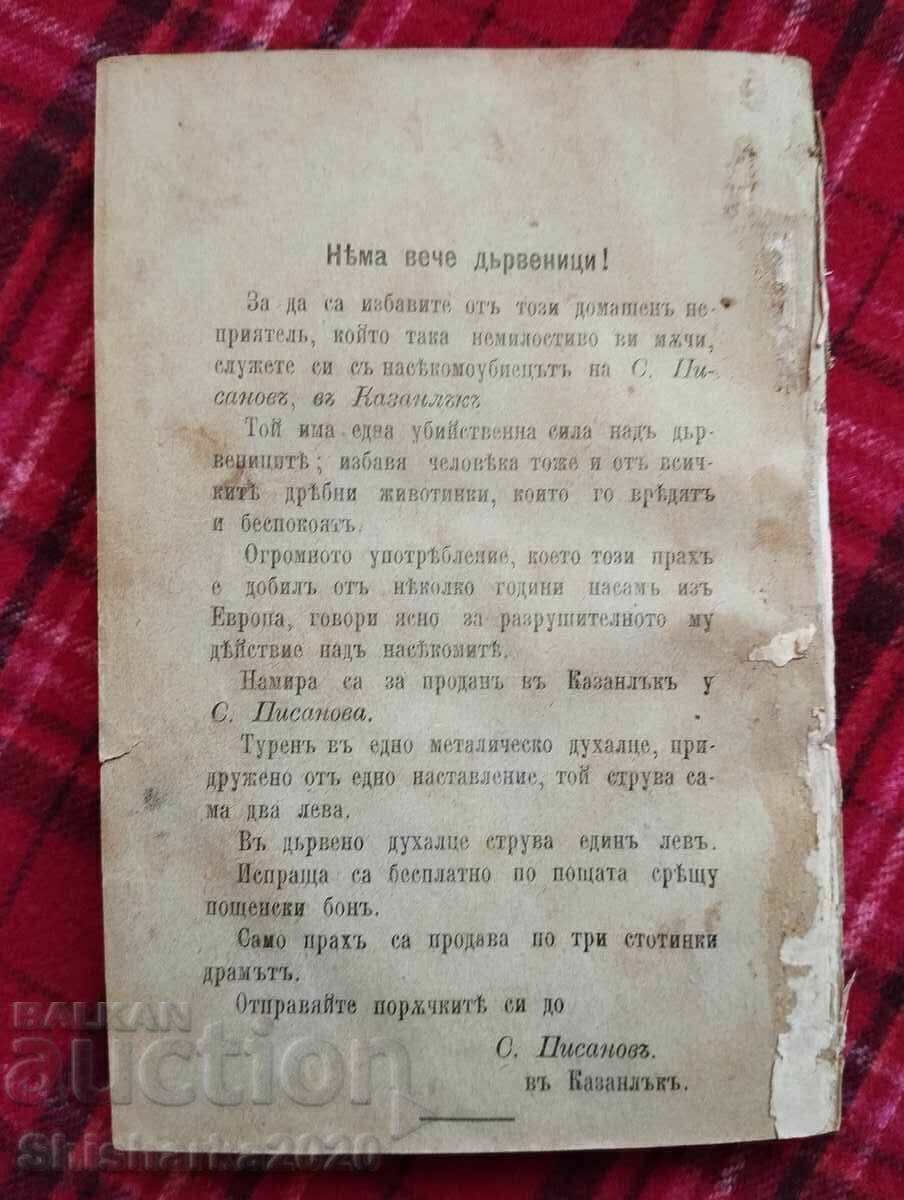 Нѣма вече дървеници!
За да са избавите отъ този домашенъ не-
приятель, който така немилостиво ви мѫчи,
служете си съ насѣкомоубиецътъ на С. Пи-
сановъ, въ Казанлъкъ
Той има една убийственна сила надъ дър-
веницитѣ; избавя человѣка тоже и отъ всич-
китѣ дрѣбни животинки, които го врѣдятъ
и беспокоятъ.
Огромното употрѣбление, което този прахъ
е добилъ отъ нѣколко години насамъ изъ
Европа, говори ясно за разрушителното му
дѣйствие надъ насѣкомитѣ.
Намира са за проданъ въ Казанлъкъ у
С. Писанова.
Туренъ въ едно металическо духалце, при-
дружено отъ едно наставление, той струва са-
ма два лева.
Въ дървено духалце струва единъ левъ.
Испраща са бесплатно по пощата срѣщу
пощенски бонъ.
Само прахъ са продава по три стотинки
драмътъ.
Отправяйте порѫчкитѣ си до
С. Писановъ.
въ Казанлъкъ.
BALKAN
auction
Shisharka2020